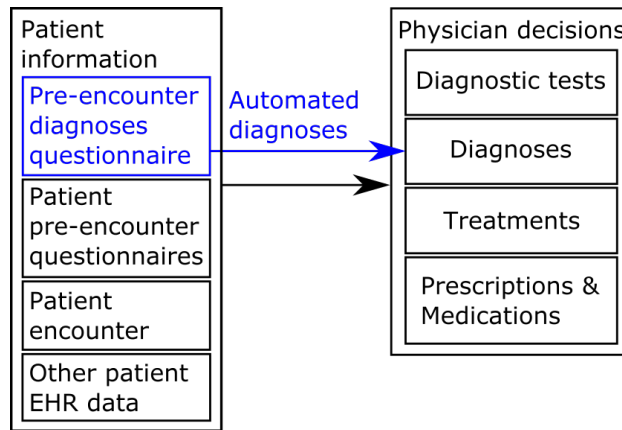 Patient
information
Pre-encounter
diagnoses
questionnaire
Patient
pre-encounter
questionnaires
Patient
encounter
Other patient
EHR data
Automated
diagnoses
Physician decisions
Diagnostic tests
Diagnoses
Treatments
Prescriptions &
Medications